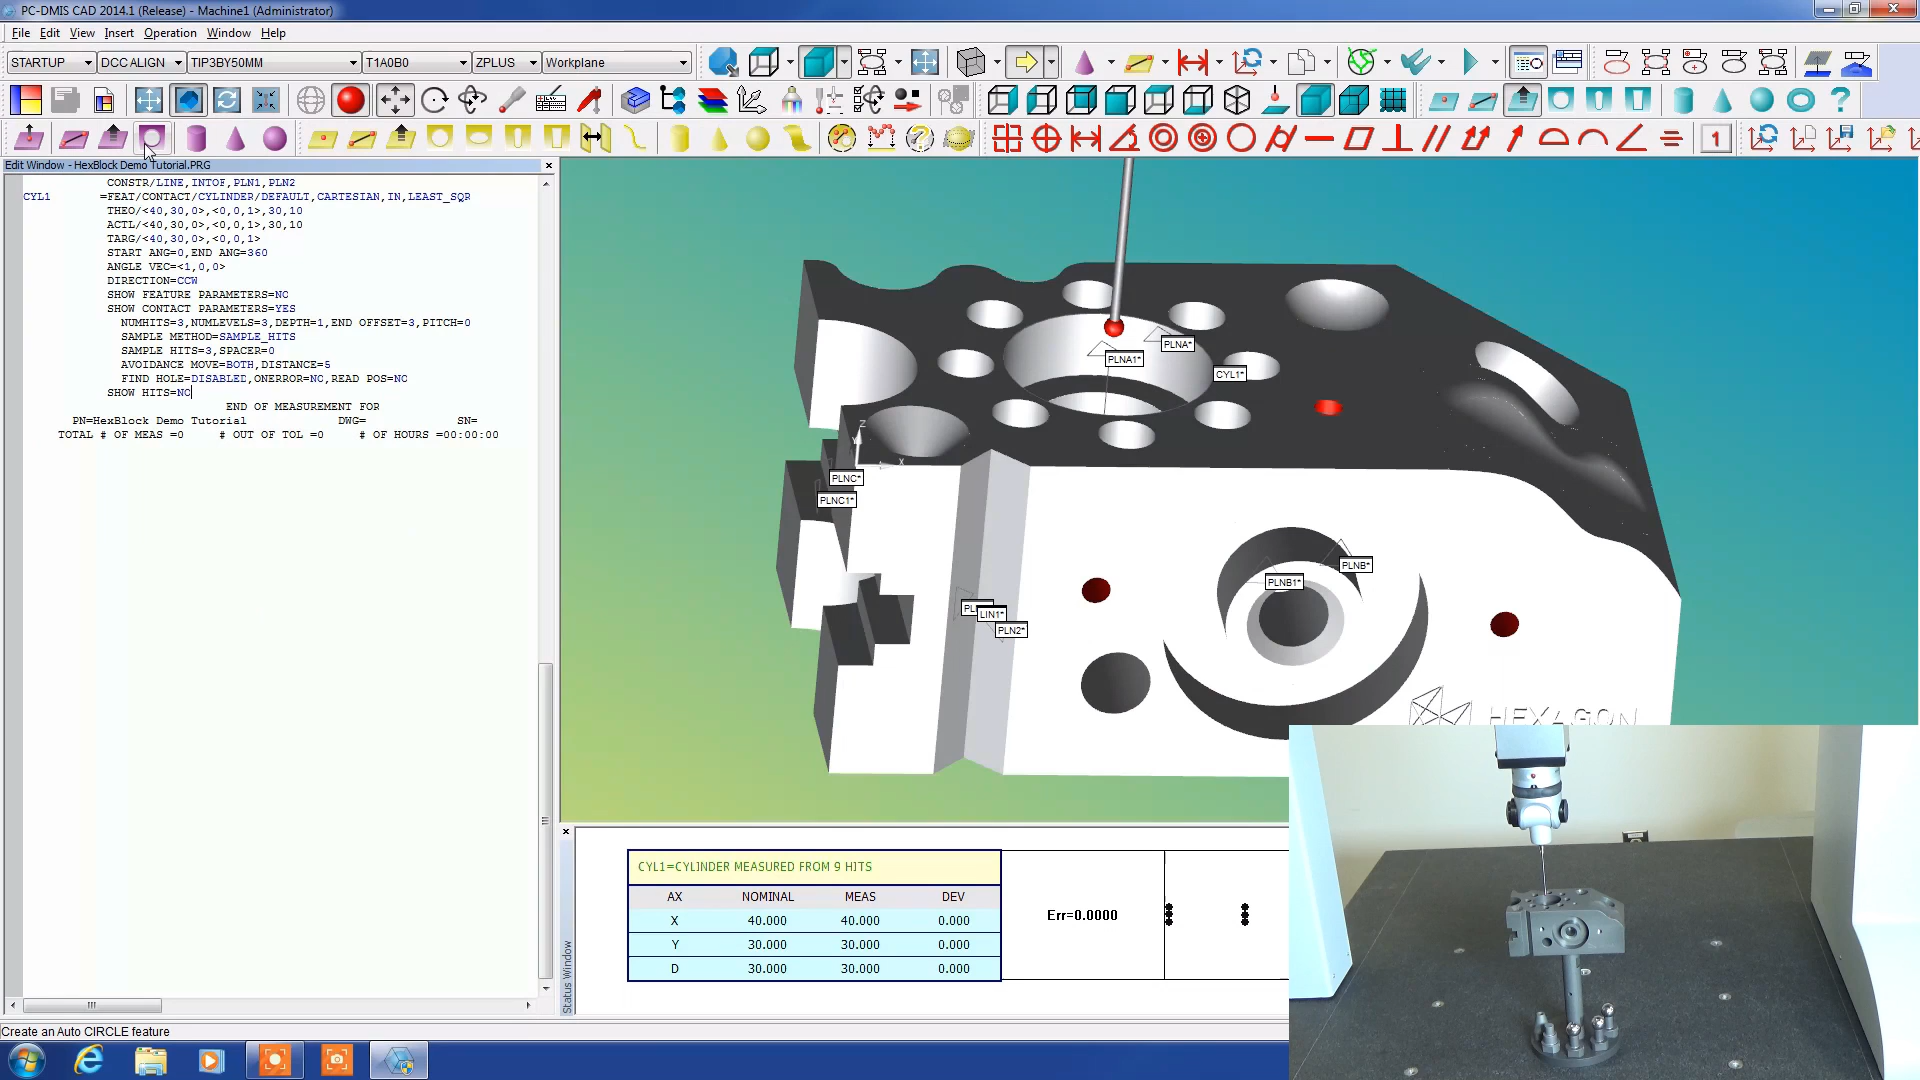 PC-DMIS CAD 2014.1 (Release) - Machine1 (Administrator)
File Edit View Insert Operation Window Help
STARTUP DCC ALIGN TIP3BY50MM T1A0B0 ZPLUS Workplane
1
Edit Window - HexBlock Demo Tutorial.PRG
CONSTR/LINE,INTOF,PLN1,PLN2
CYL1 =FEAT/CONTACT/CYLINDER/DEFAULT,CARTESIAN,IN,LEAST_SQR
THEO/<40,30,0>,<0,0,1>,30,10
ACTL/<40,30,0>,<0,0,1>,30,10
TARG/<40,30,0>,<0,0,1>
START ANG=0,END ANG=360
ANGLE VEC=<1,0,0>
DIRECTION=CCW
SHOW FEATURE PARAMETERS=NO
SHOW CONTACT PARAMETERS=YES
NUMHITS=3,NUMLEVELS=3,DEPTH=1,END OFFSET=3,PITCH=0
SAMPLE METHOD=SAMPLE_HITS
SAMPLE HITS=3,SPACER=0
AVOIDANCE MOVE=BOTH,DISTANCE=5
FIND HOLE=DISABLED,ONERROR=NO,READ POS=NO
SHOW HITS=NO
END OF MEASUREMENT FOR
PN=HexBlock Demo Tutorial DWG= SN=
TOTAL # OF MEAS =0 # OUT OF TOL =0 # OF HOURS =00:00:00
PLNA*
PLNA1*
CYL1*
Z
X
PLNC*
PLNC1*
PLNB*
PLNB1*
LIN1*
PLN2*
HEXAGON
Status Window
CYL1=CYLINDER MEASURED FROM 9 HITS
AX NOMINAL MEAS DEV
X 40.000 40.000 0.000
Y 30.000 30.000 0.000
D 30.000 30.000 0.000
Err=0.0000
Create an Auto CIRCLE feature